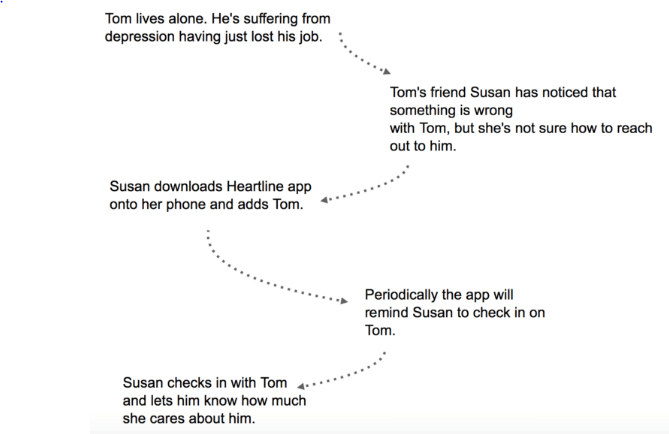 Tom lives alone. He's suffering from
depression having just lost his job.
Tom's friend Susan has noticed that
something is wrong
with Tom, but she's not sure how to reach
out to him.
Susan downloads Heartline app
onto her phone and adds Tom.
Periodically the app will
remind Susan to check in on
Tom.
Susan checks in with Tom
and lets him know how much
she cares about him.